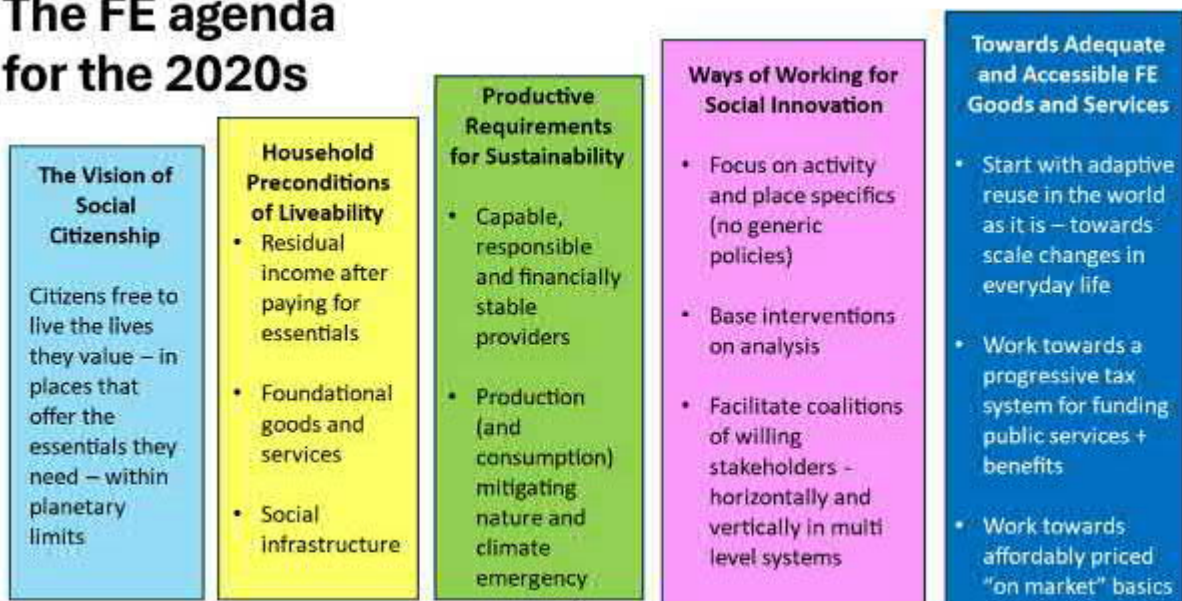 The FE agenda
for the 2020s
The Vision of
Social
Citizenship
Citizens free to
live the lives
they value – in
places that
offer the
essentials they
need – within
planetary
limits
Household
Preconditions
of Liveability
• Residual
income after
paying for
essentials
• Foundational
goods and
services
• Social
infrastructure
Productive
Requirements
for Sustainability
• Capable,
responsible
and financially
stable
providers
• Production
(and
consumption)
mitigating
nature and
climate
emergency
Ways of Working for
Social Innovation
• Focus on activity
and place specifics
(no generic
policies)
• Base interventions
on analysis
• Facilitate coalitions
of willing
stakeholders -
horizontally and
vertically in multi
level systems
Towards Adequate
and Accessible FE
Goods and Services
• Start with adaptive
reuse in the world
as it is – towards
scale changes in
everyday life
• Work towards a
progressive tax
system for funding
public services +
benefits
• Work towards
affordably priced
"on market" basics